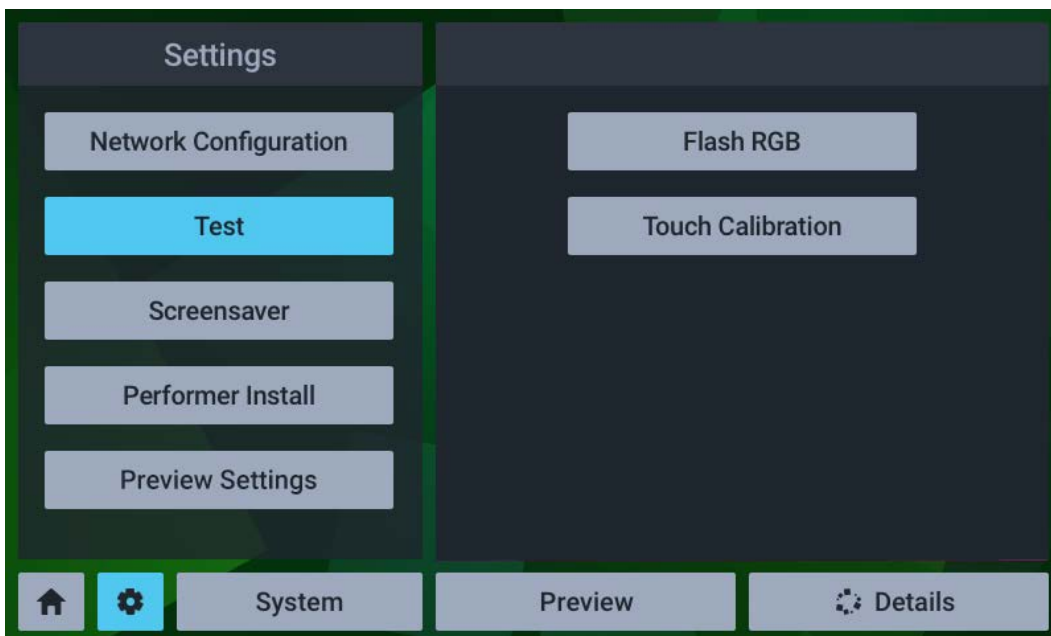 Settings
Network Configuration
Test
Screensaver
Performer Install
Preview Settings
Flash RGB
Touch Calibration
System
Preview
Details